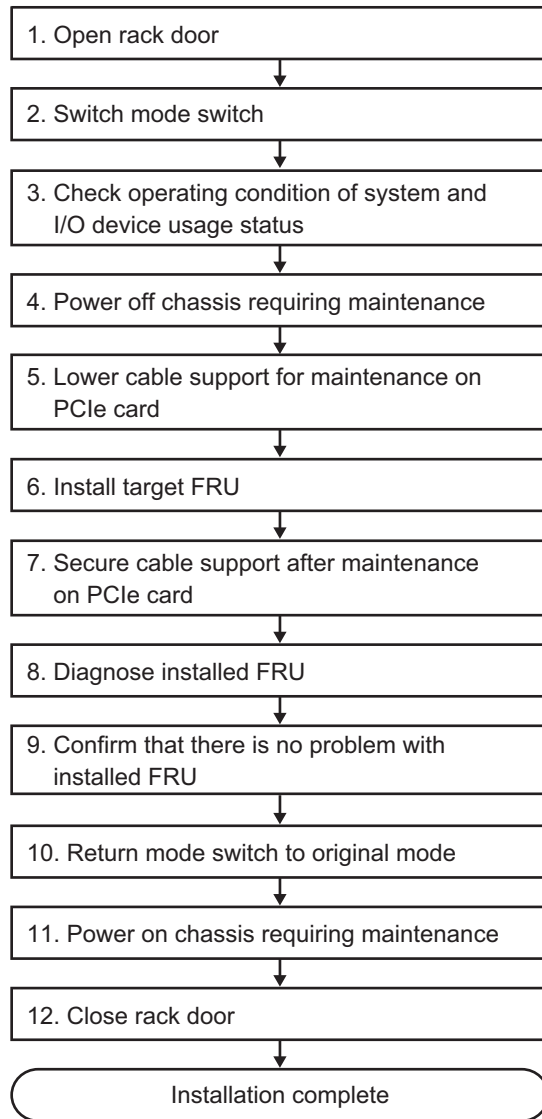 1. Open rack door
2. Switch mode switch
3. Check operating condition of system and
I/O device usage status
4. Power off chassis requiring maintenance
5. Lower cable support for maintenance on
PCIe card
6. Install target FRU
7. Secure cable support after maintenance
on PCIe card
8. Diagnose installed FRU
9. Confirm that there is no problem with
installed FRU
10. Return mode switch to original mode
11. Power on chassis requiring maintenance
12. Close rack door
Installation complete